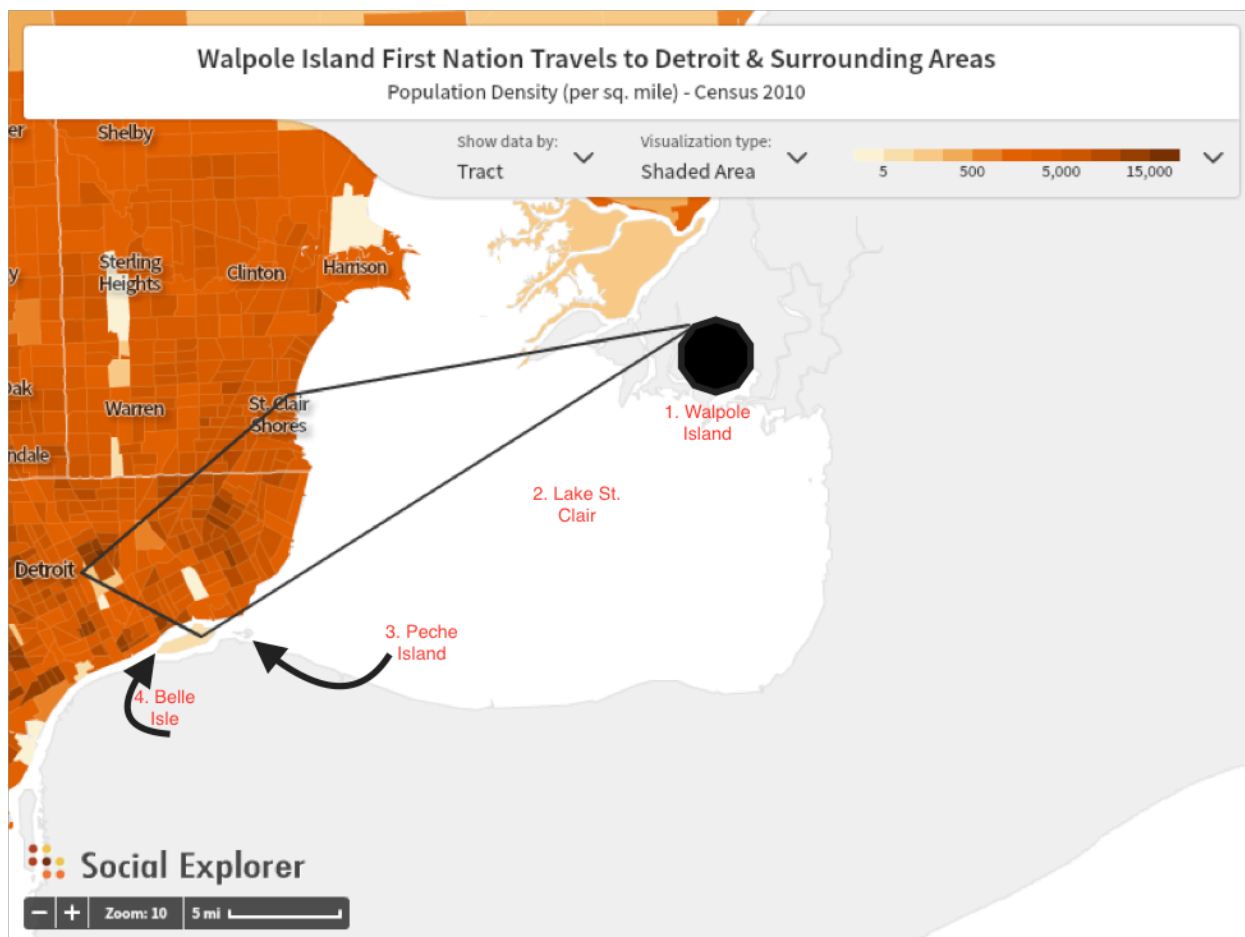 Walpole Island First Nation Travels to Detroit & Surrounding Areas
Population Density (per sq. mile) - Census 2010
er
Shelby
Show data by:
Tract
Visualization type:
Shaded Area
5
500
5,000
15,000
y
Sterling
Heights
Clinton
Harrison
Oak
Warren
St. Clair
Shores
ndale
1. Walpole
Island
2. Lake St.
Clair
Detroit
3. Peche
Island
4. Belle
Isle
Social Explorer
− + Zoom: 10 5 mi